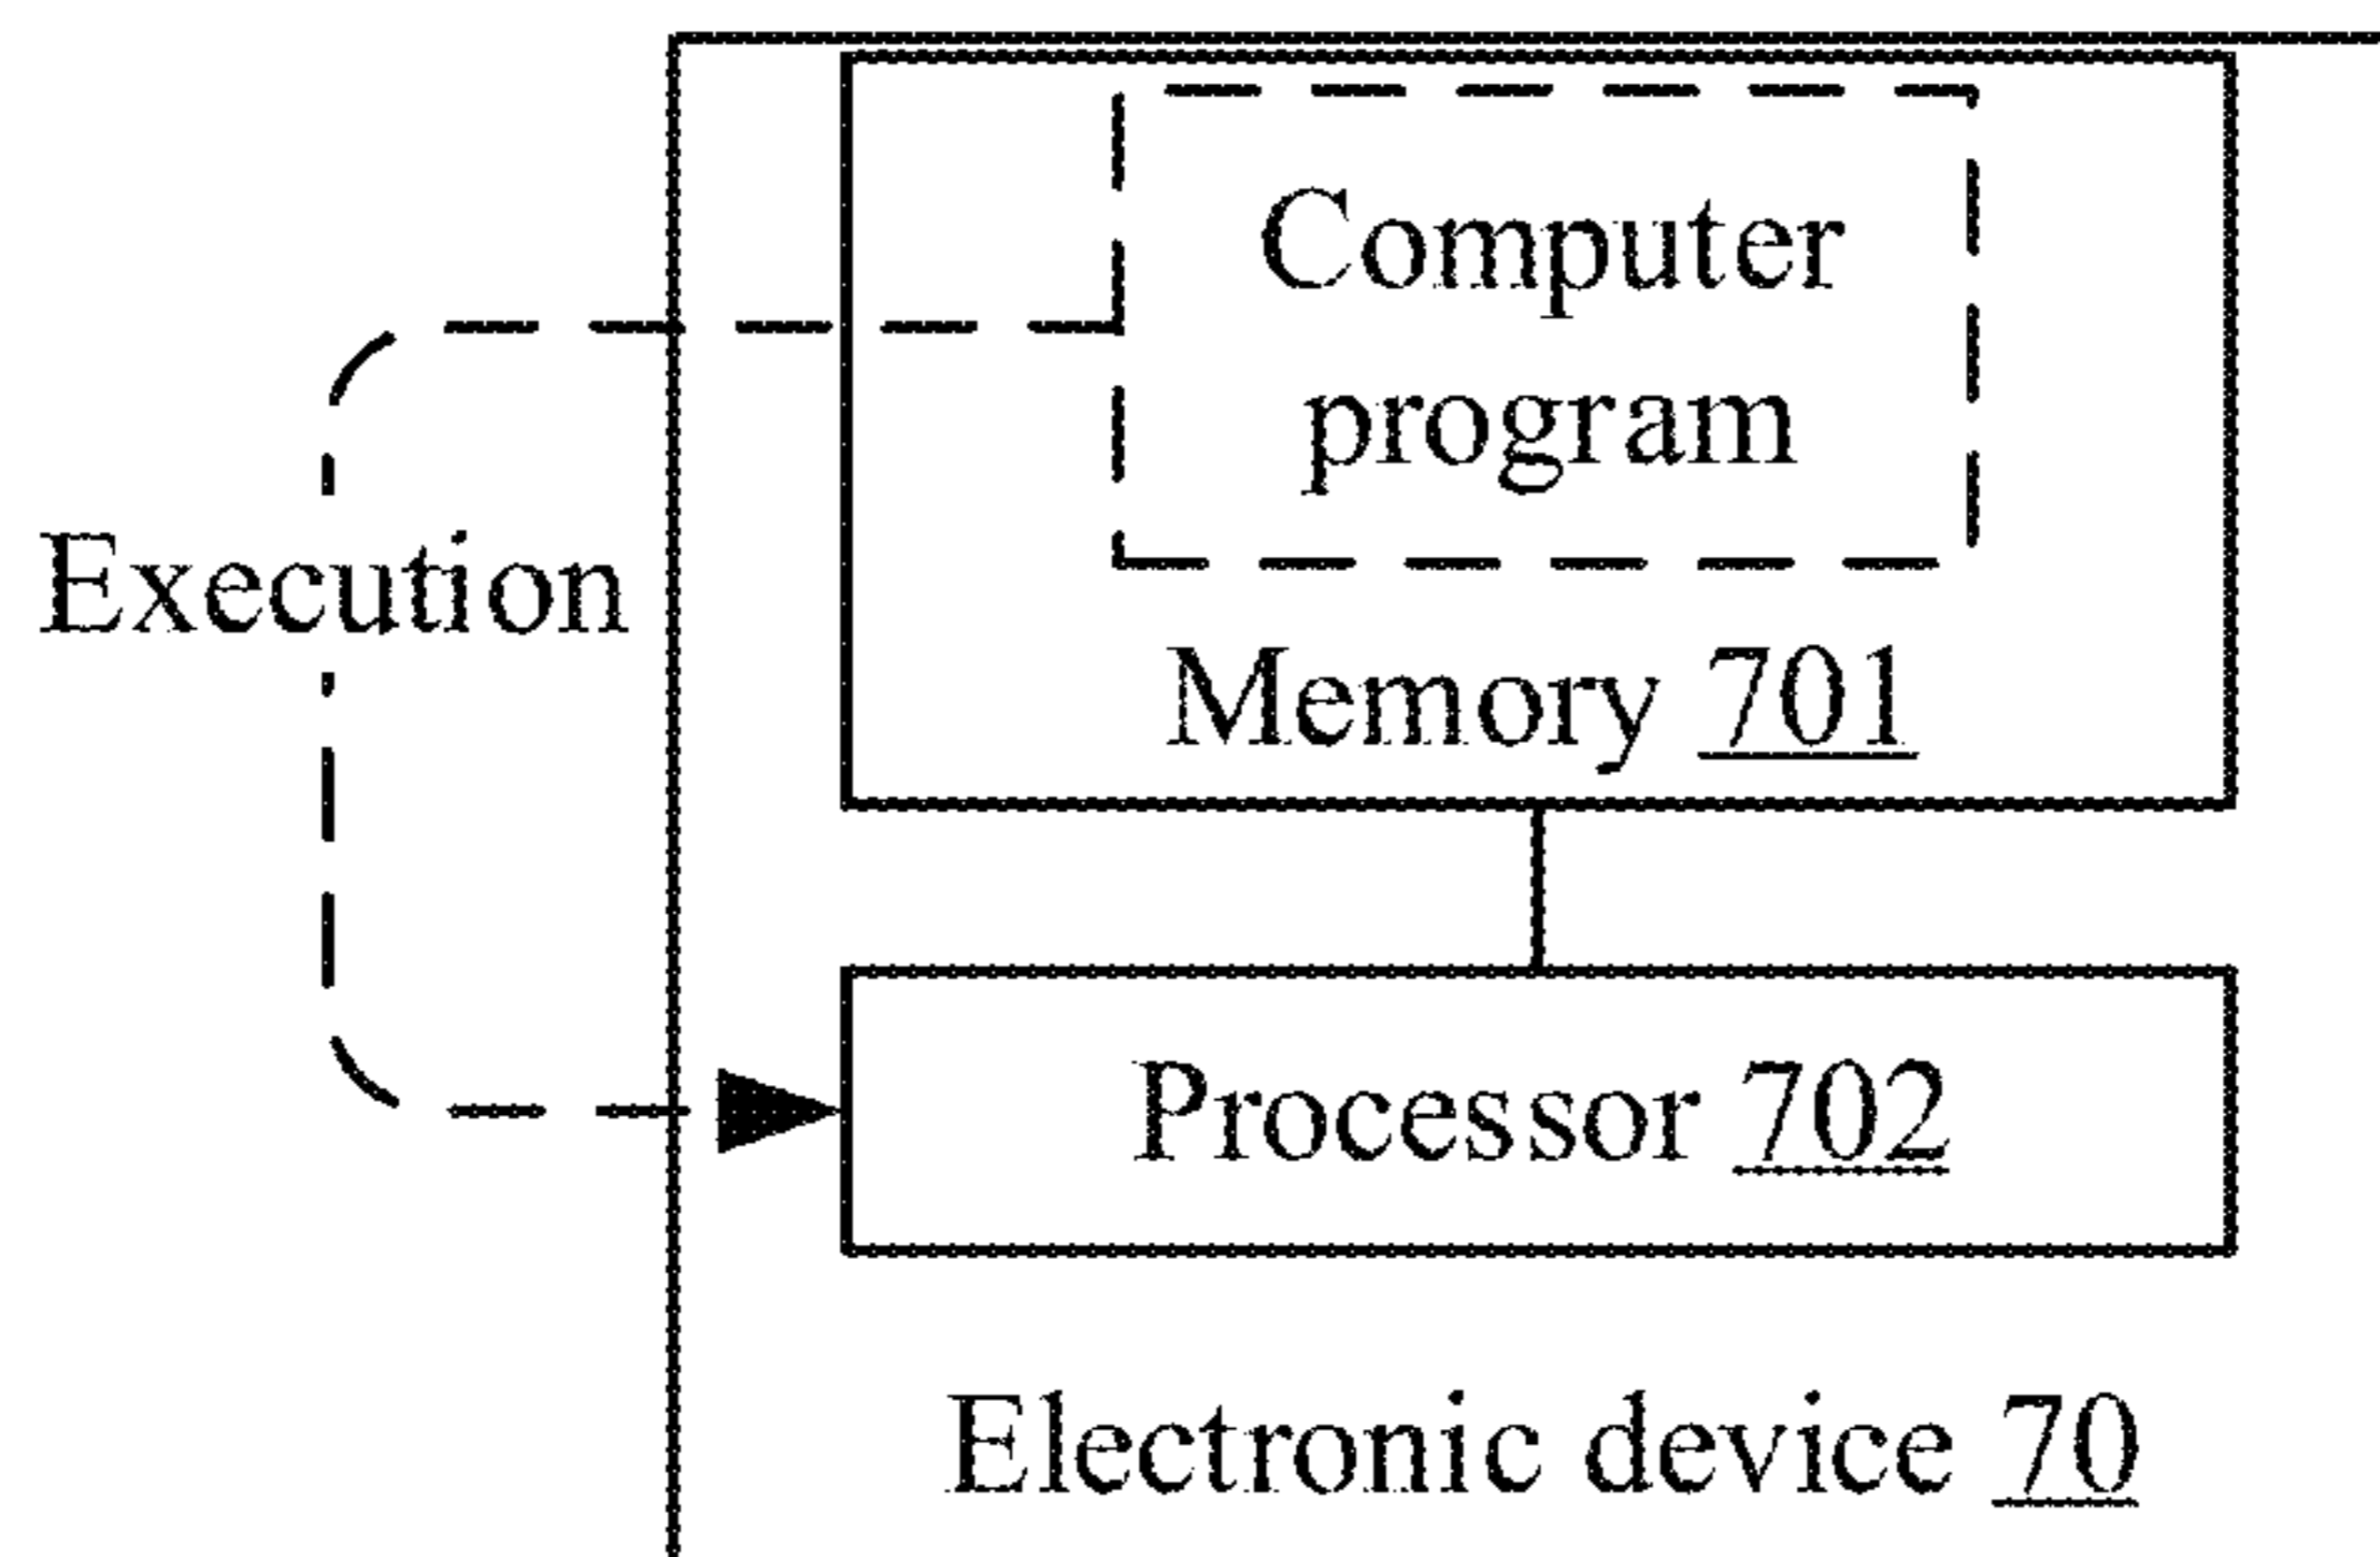 Computer
program
Execution
Memory 701
Processor 702
Electronic device 70